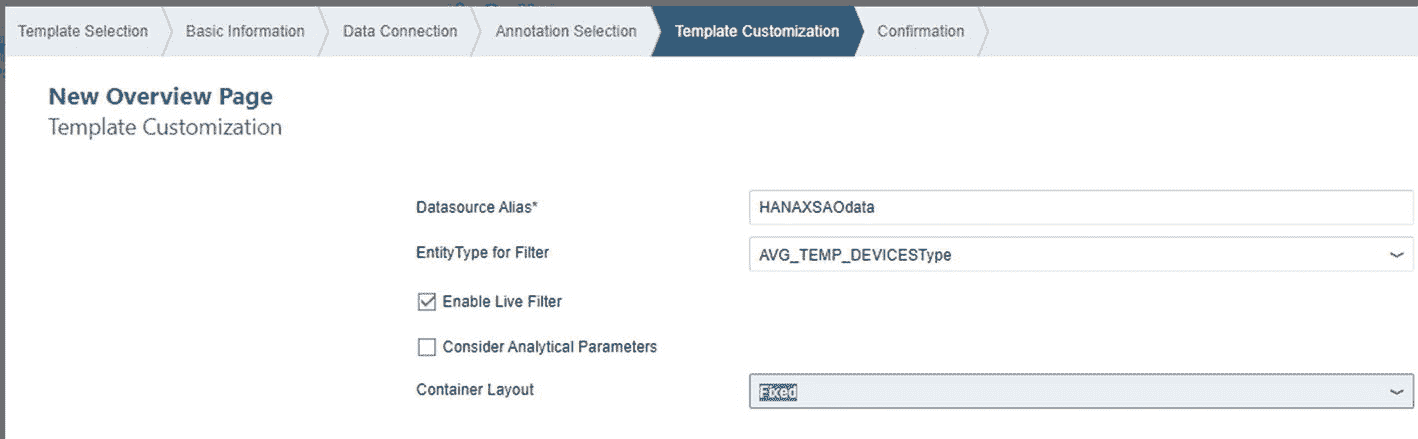 Template Selection Basic Information Data Connection Annotation Selection Template Customization Confirmation
New Overview Page
Template Customization
Datasource Alias* HANAXSAOdata
EntityType for Filter AVG_TEMP_DEVICESType
Enable Live Filter
Consider Analytical Parameters
Container Layout Fixed